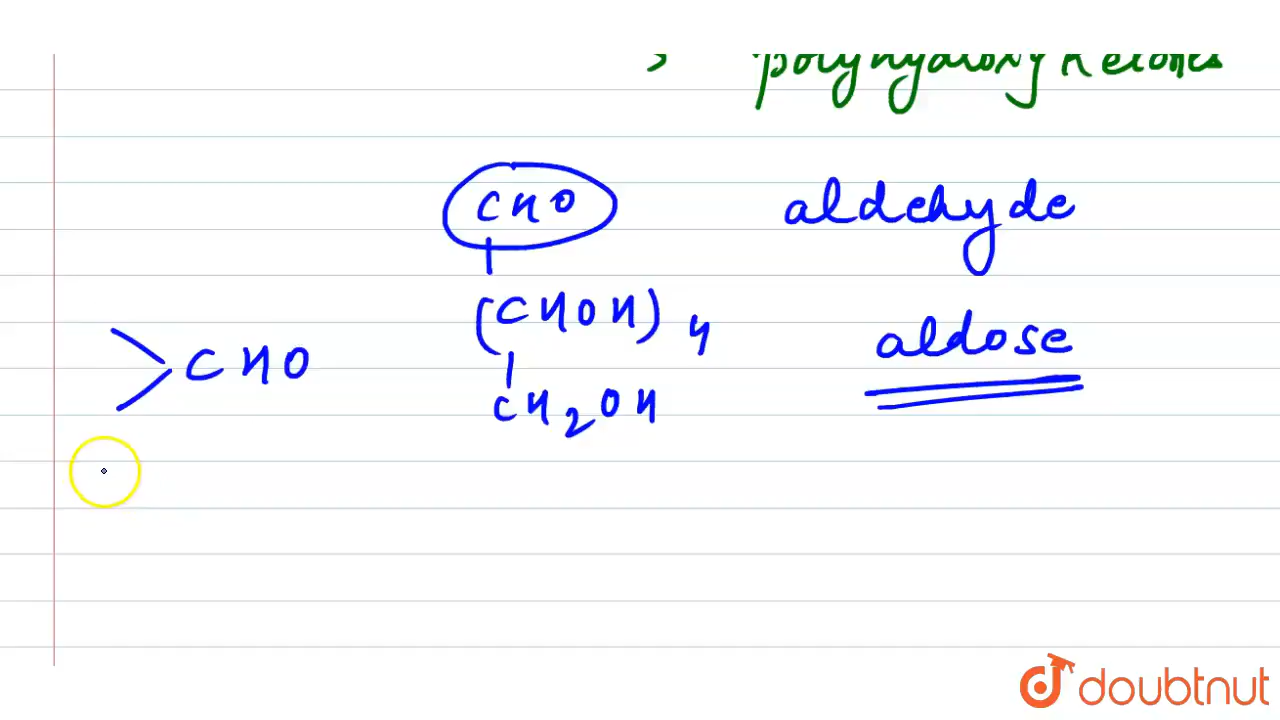 polyhydroxy Ketones
CHO aldehyde
(CHOH)4 aldose
CHO
CH2OH
doubtnut